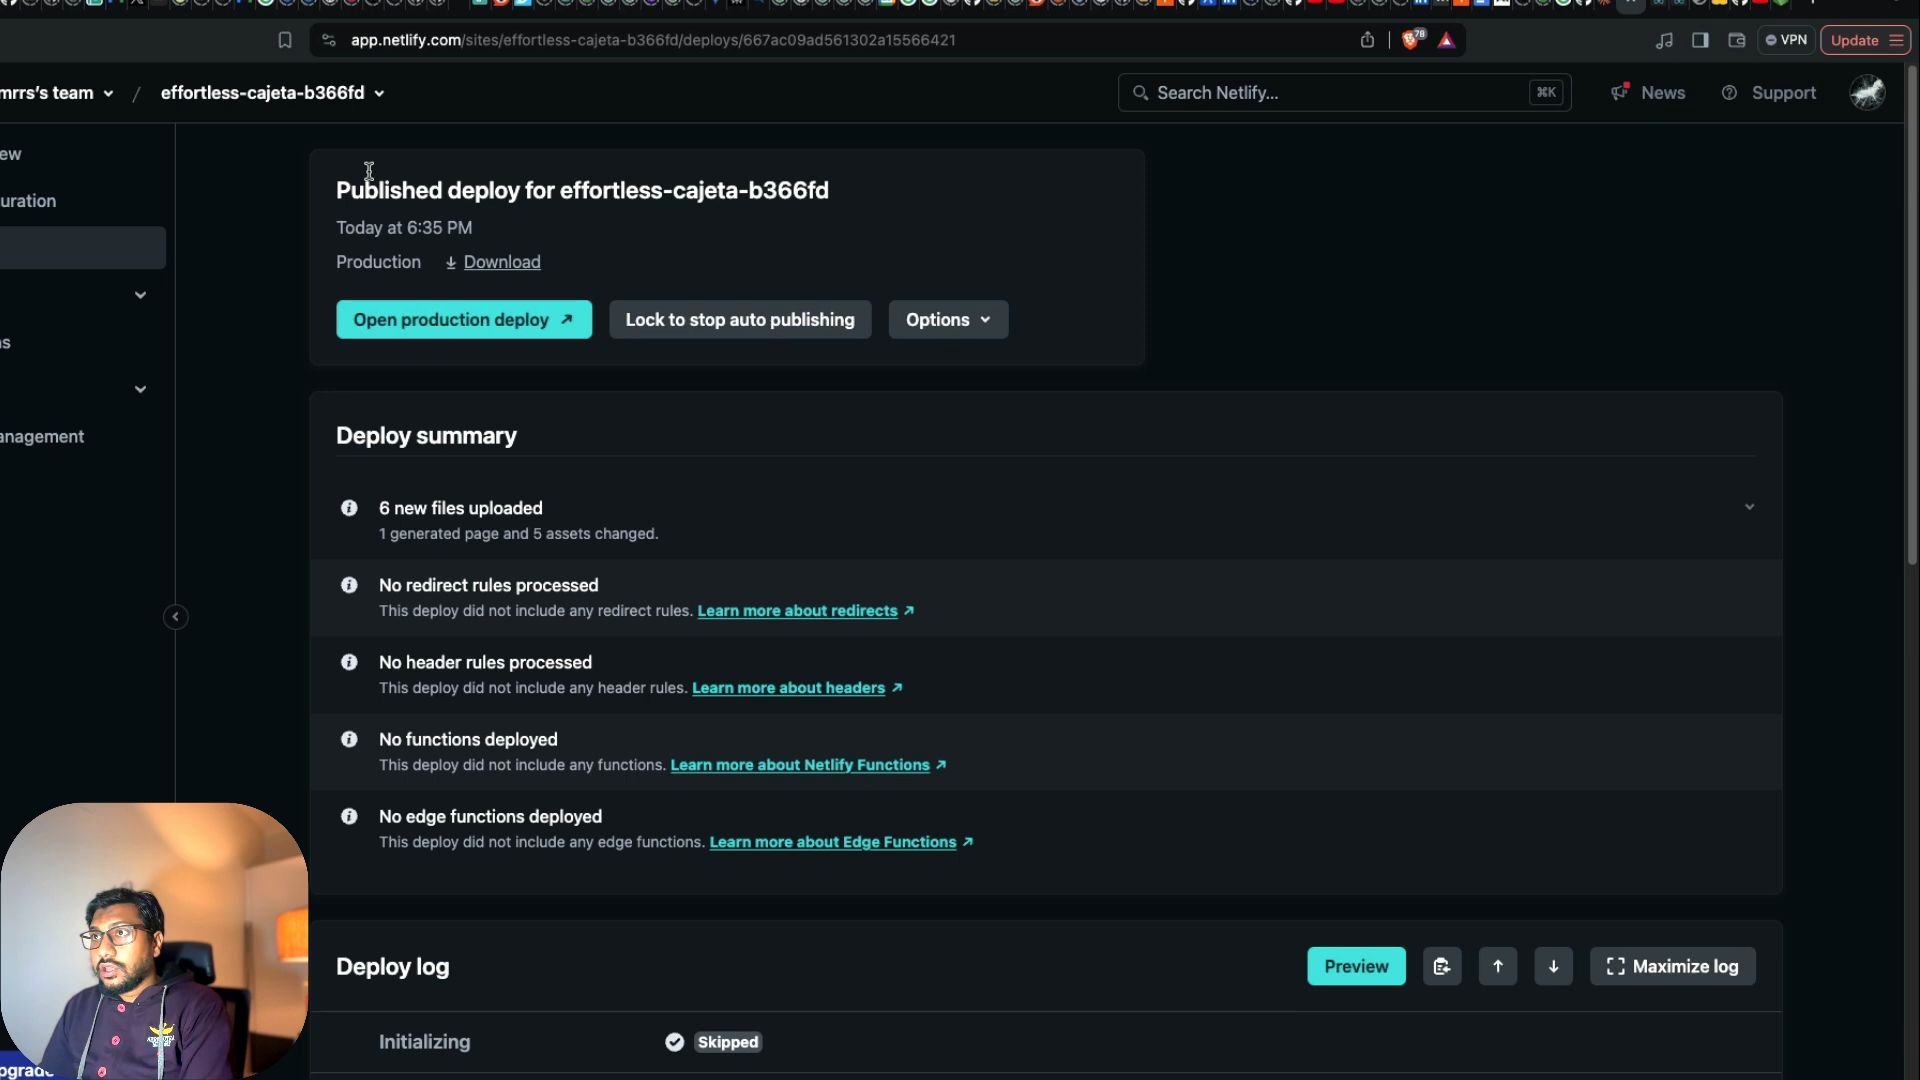 app.netlify.com/sites/effortless-cajeta-b366fd/deploys/667ac09ad561302a15566421
78
VPN
Update
mrrs's team / effortless-cajeta-b366fd
Search Netlify...
⌘K
News
Support
ew
uration
s
anagement
pgrade
Published deploy for effortless-cajeta-b366fd
Today at 6:35 PM
Production Download
Open production deploy
Lock to stop auto publishing
Options
Deploy summary
6 new files uploaded
1 generated page and 5 assets changed.
No redirect rules processed
This deploy did not include any redirect rules. Learn more about redirects
No header rules processed
This deploy did not include any header rules. Learn more about headers
No functions deployed
This deploy did not include any functions. Learn more about Netlify Functions
No edge functions deployed
This deploy did not include any edge functions. Learn more about Edge Functions
Deploy log
Preview
Maximize log
Initializing
Skipped